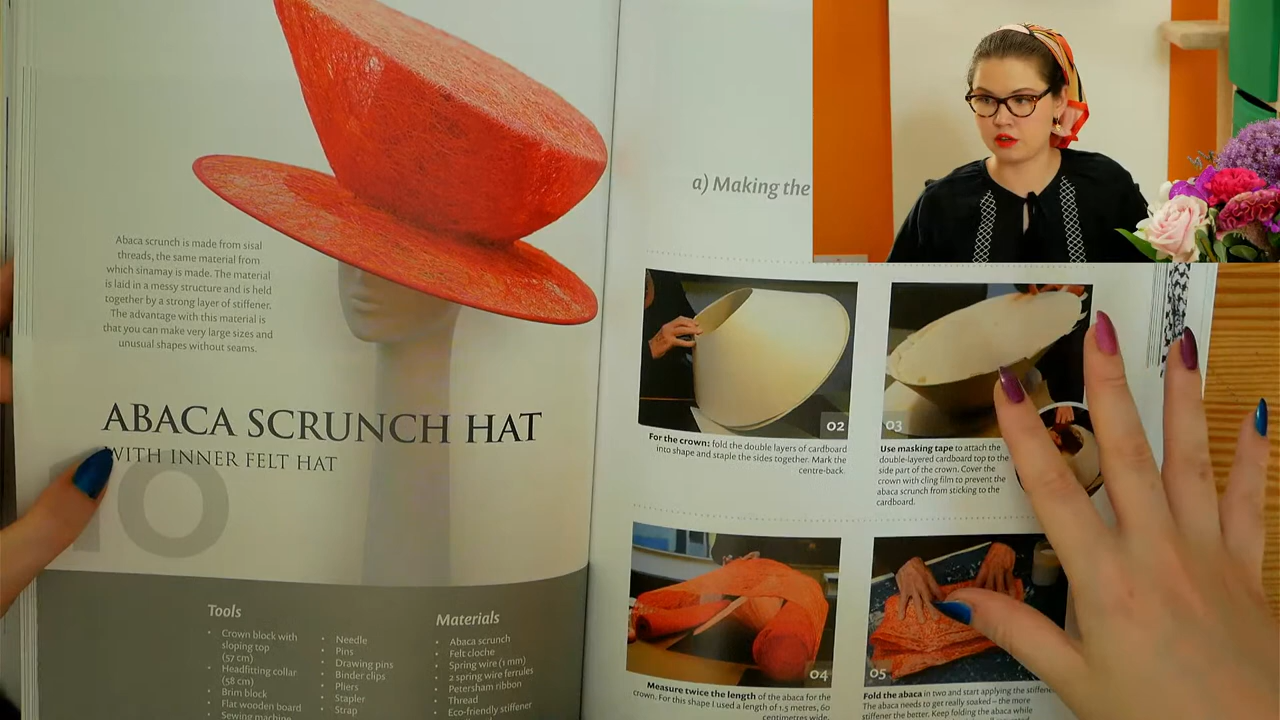 Abaca scrunch is made from sisal
threads, the same material from
which sinamay is made. The material
is laid in a messy structure and is held
together by a strong layer of stiffener.
The advantage with this material is
that you can make very large sizes and
unusual shapes without seams.
ABACA SCRUNCH HAT
WITH INNER FELT HAT
10
Tools
• Crown block with
sloping top
(57 cm)
• Headfitting collar
(58 cm)
• Brim block
• Flat wooden board
• Sewing machine
• Needle
• Pins
• Drawing pins
• Binder clips
• Pliers
• Stapler
• Strap
Materials
• Abaca scrunch
• Felt cloche
• Spring wire (1 mm)
• 2 spring wire ferrules
• Petersham ribbon
• Thread
• Eco-friendly stiffener
a) Making the
02
For the crown: fold the double layers of cardboard
into shape and staple the sides together. Mark the
centre-back.
03
Use masking tape to attach the
double-layered cardboard top to the
side part of the crown. Cover the
crown with cling film to prevent the
abaca scrunch from sticking to the
cardboard.
04
Measure twice the length of the abaca for the
crown. For this shape I used a length of 1.5 metres, 60
centimetres wide.
05
Fold the abaca in two and start applying the stiffener.
The abaca needs to get really soaked – the more
stiffener the better. Keep folding the abaca while